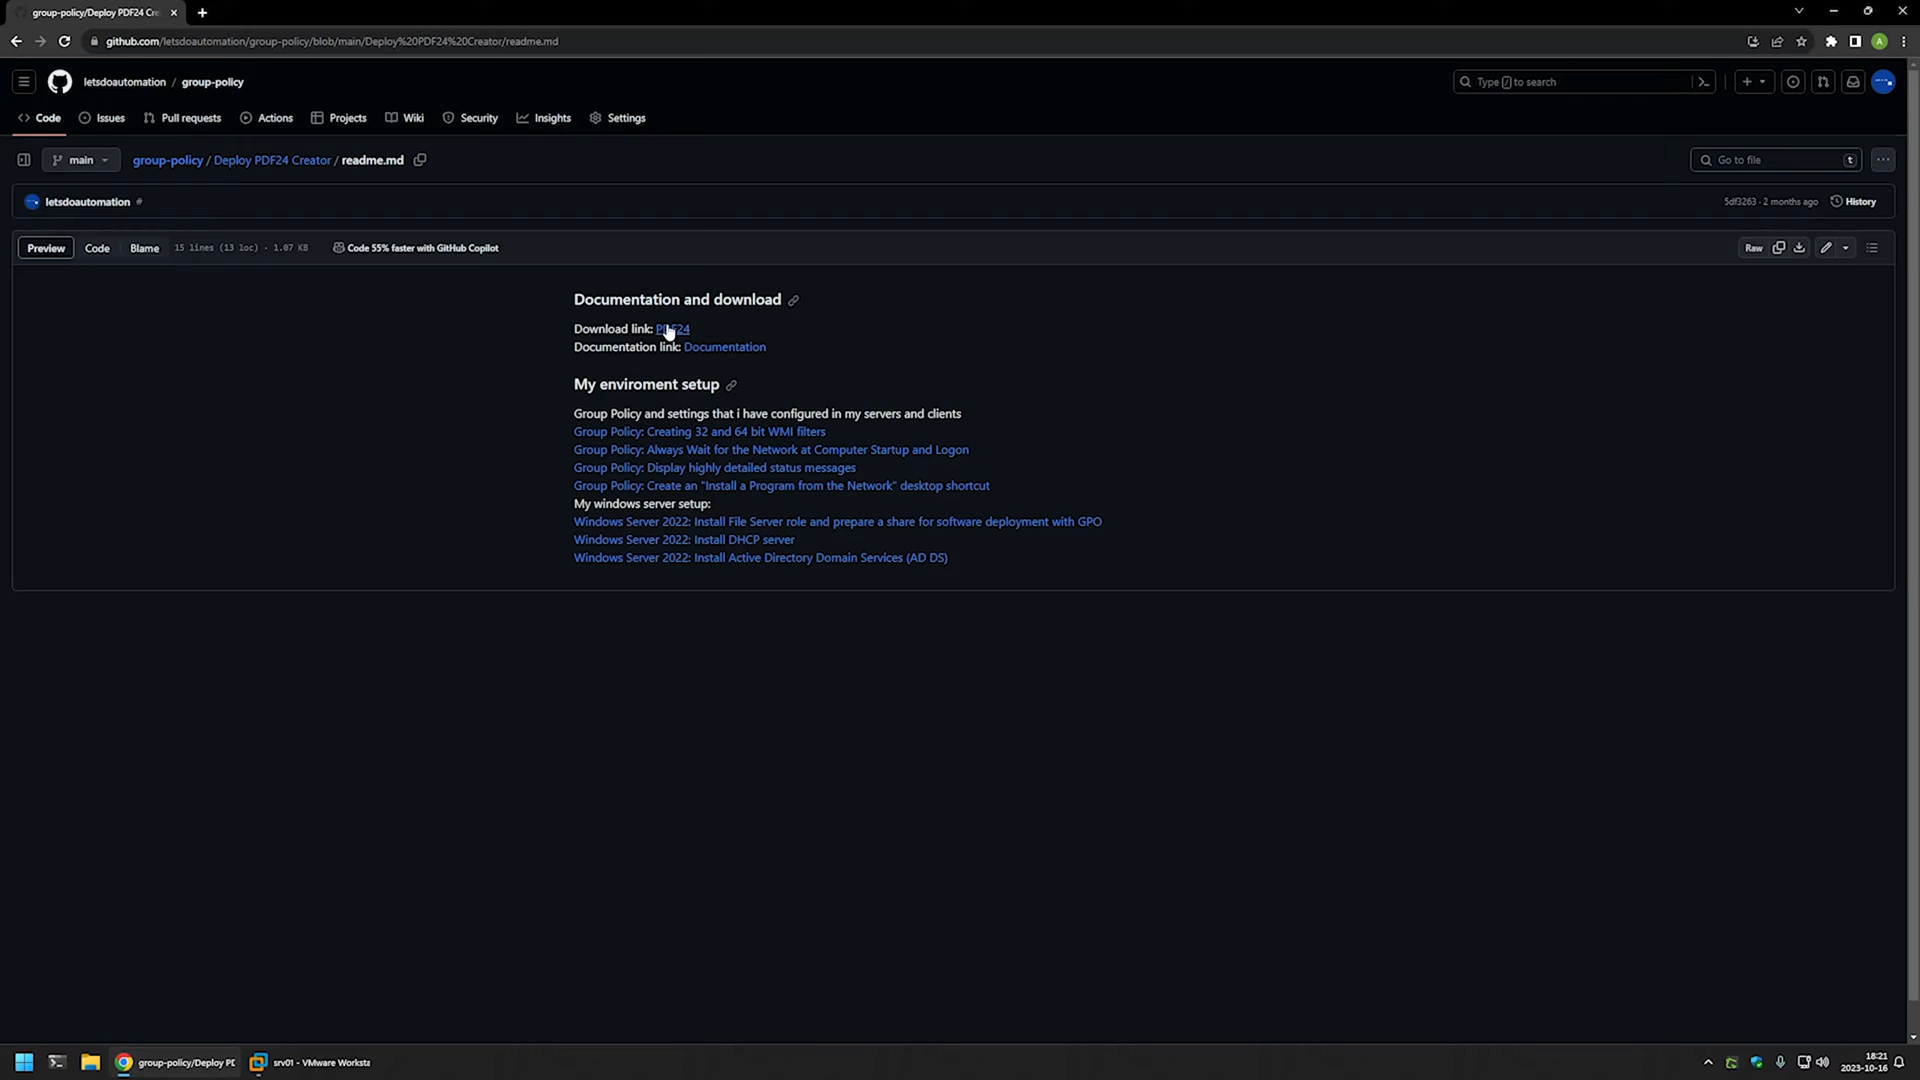 group-policy/Deploy PDF24 Cre
github.com/letsdoautomation/group-policy/blob/main/Deploy%20PDF24%20Creator/readme.md
A
letsdoautomation / group-policy
Type / to search
Code
Issues
Pull requests
Actions
Projects
Wiki
Security
Insights
Settings
main
group-policy / Deploy PDF24 Creator / readme.md
Go to file
t
letsdoautomation #
5df3263 · 2 months ago
History
Preview
Code
Blame
15 lines (13 loc) · 1.07 KB
Code 55% faster with GitHub Copilot
Raw
Documentation and download
Download link: PDF24
Documentation link: Documentation
My enviroment setup
Group Policy and settings that i have configured in my servers and clients
Group Policy: Creating 32 and 64 bit WMI filters
Group Policy: Always Wait for the Network at Computer Startup and Logon
Group Policy: Display highly detailed status messages
Group Policy: Create an "Install a Program from the Network" desktop shortcut
My windows server setup:
Windows Server 2022: Install File Server role and prepare a share for software deployment with GPO
Windows Server 2022: Install DHCP server
Windows Server 2022: Install Active Directory Domain Services (AD DS)
group-policy/Deploy PD
srv01 - VMware Worksta
18:21
2023-10-16